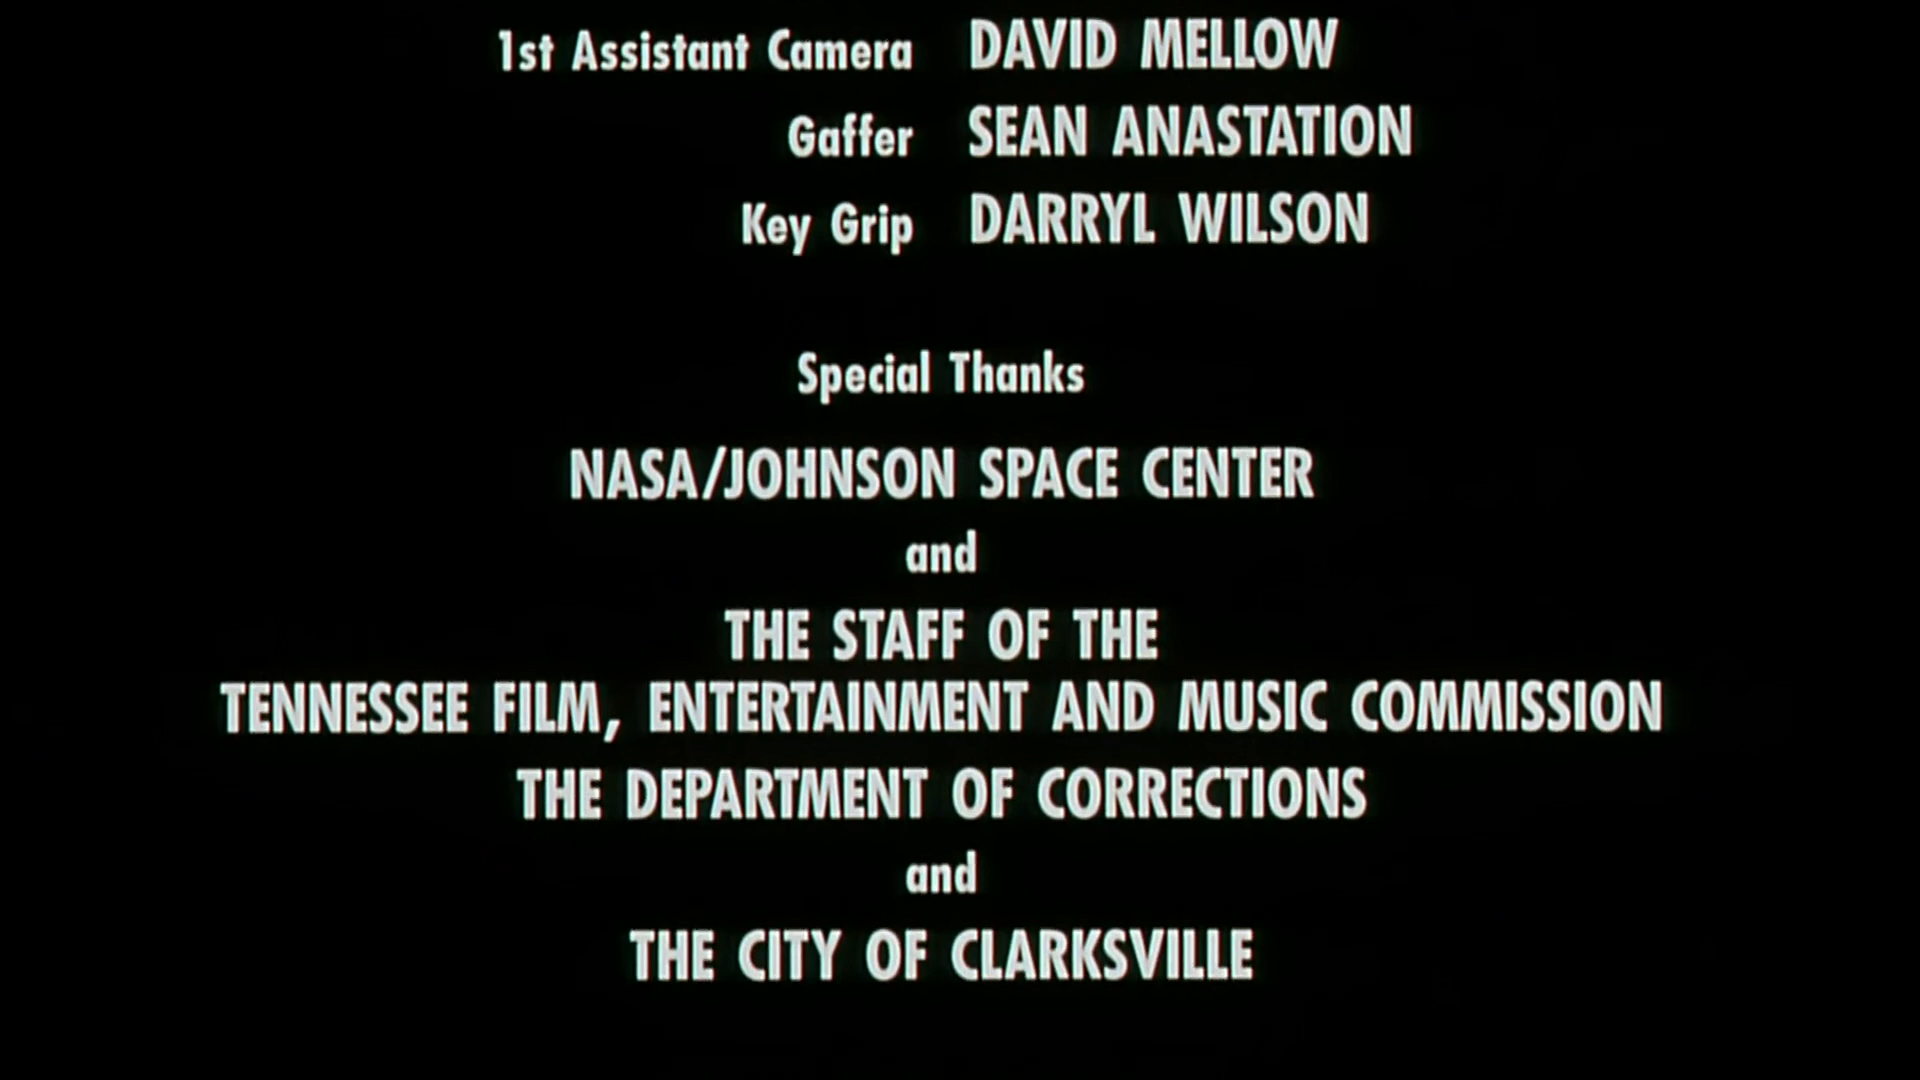 1st Assistant Camera DAVID MELLOW
Gaffer SEAN ANASTATION
Key Grip DARRYL WILSON
Special Thanks
NASA/JOHNSON SPACE CENTER
and
THE STAFF OF THE
TENNESSEE FILM, ENTERTAINMENT AND MUSIC COMMISSION
THE DEPARTMENT OF CORRECTIONS
and
THE CITY OF CLARKSVILLE